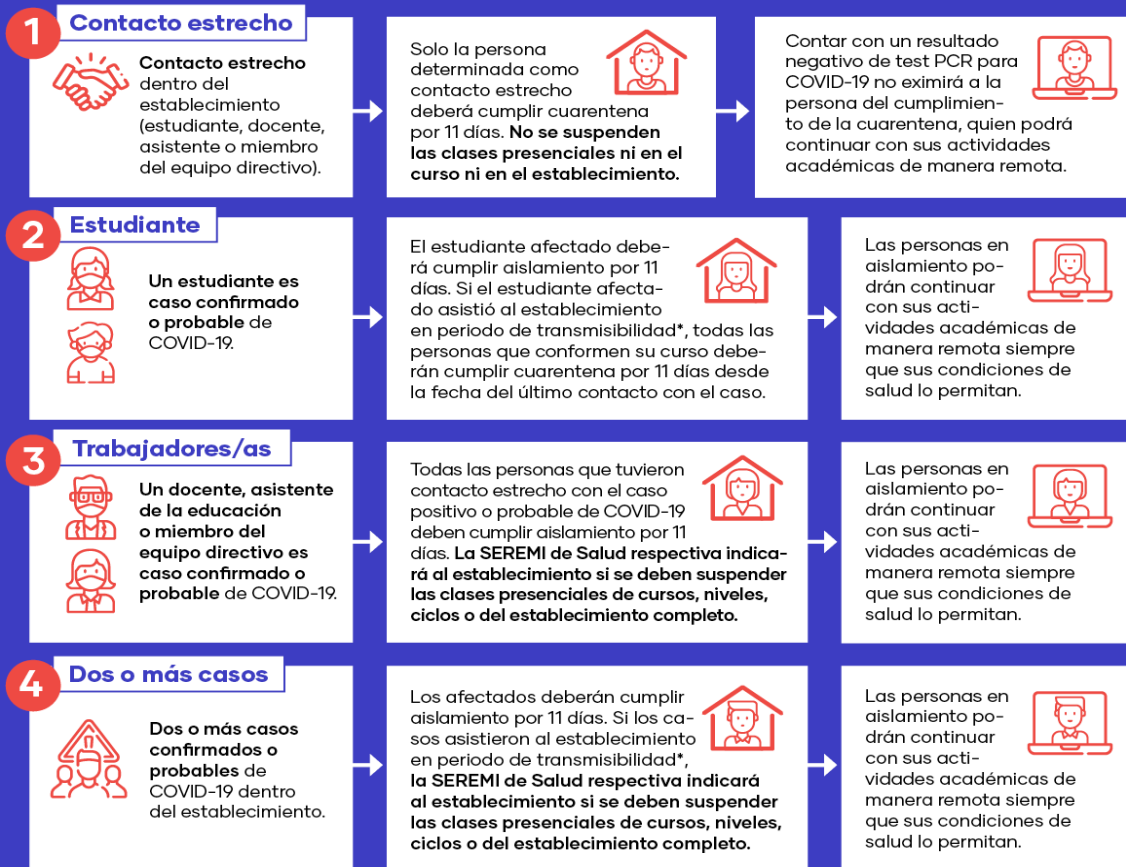 1
Contacto estrecho
Contacto estrecho
dentro del
establecimiento
(estudiante, docente,
asistente o miembro
del equipo directivo).
Solo la persona
determinada como
contacto estrecho
deberá cumplir cuarentena
por 11 días. No se suspenden
las clases presenciales ni en el
curso ni en el establecimiento.
Contar con un resultado
negativo de test PCR para
COVID-19 no eximirá a la
persona del cumplimien-
to de la cuarentena, quien podrá
continuar con sus actividades
académicas de manera remota.
2
Estudiante
Un estudiante es
caso confirmado
o probable de
COVID-19.
El estudiante afectado debe-
rá cumplir aislamiento por 11
días. Si el estudiante afecta-
do asistió al establecimiento
en periodo de transmisibilidad*, todas las
personas que conformen su curso debe-
rán cumplir cuarentena por 11 días desde
la fecha del último contacto con el caso.
Las personas en
aislamiento po-
drán continuar
con sus acti-
vidades académicas de
manera remota siempre
que sus condiciones de
salud lo permitan.
3
Trabajadores/as
Un docente, asistente
de la educación
o miembro del
equipo directivo es
caso confirmado o
probable de COVID-19.
Todas las personas que tuvieron
contacto estrecho con el caso
positivo o probable de COVID-19
deben cumplir aislamiento por 11
días. La SEREMI de Salud respectiva indica-
rá al establecimiento si se deben suspender
las clases presenciales de cursos, niveles,
ciclos o del establecimiento completo.
Las personas en
aislamiento po-
drán continuar
con sus acti-
vidades académicas de
manera remota siempre
que sus condiciones de
salud lo permitan.
4
Dos o más casos
Dos o más casos
confirmados o
probables de
COVID-19 dentro
del establecimiento.
Los afectados deberán cumplir
aislamiento por 11 días. Si los ca-
sos asistieron al establecimiento
en periodo de transmisibilidad*,
la SEREMI de Salud respectiva indicará
al establecimiento si se deben suspender
las clases presenciales de cursos, niveles,
ciclos o del establecimiento completo.
Las personas en
aislamiento po-
drán continuar
con sus acti-
vidades académicas de
manera remota siempre
que sus condiciones de
salud lo permitan.